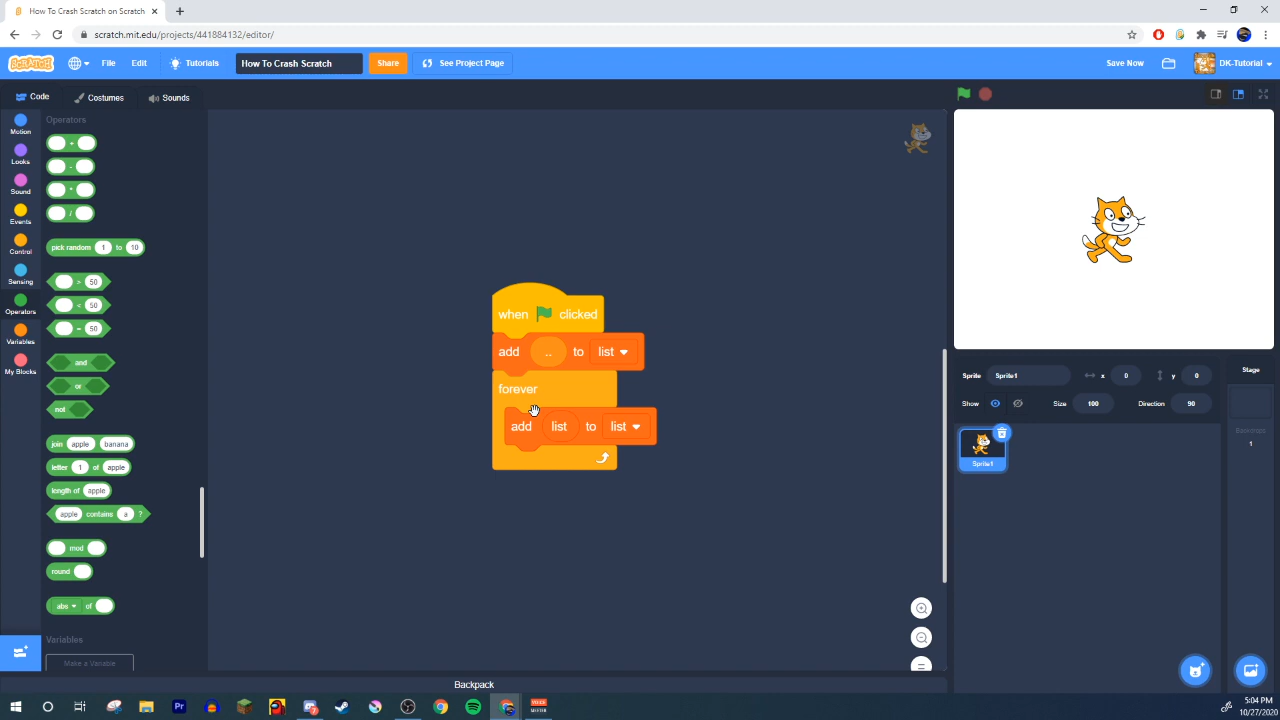 How To Crash Scratch on Scratch
scratch.mit.edu/projects/441884132/editor/
SCRATCH
File
Edit
Tutorials
How To Crash Scratch
Share
See Project Page
Save Now
DK-Tutorial
Code
Costumes
Sounds
Motion
Looks
Sound
Events
Control
Sensing
Operators
Variables
My Blocks
Operators
+
-
*
/
pick random 1 to 10
> 50
< 50
= 50
and
or
not
join apple banana
letter 1 of apple
length of apple
apple contains a ?
mod
round
abs of
Variables
Make a Variable
when clicked
add .. to list
forever
add list to list
Backpack
Sprite Sprite1 x 0 y 0
Show Size 100 Direction 90
Sprite1
Stage
Backdrops
1
5:04 PM
10/27/2020